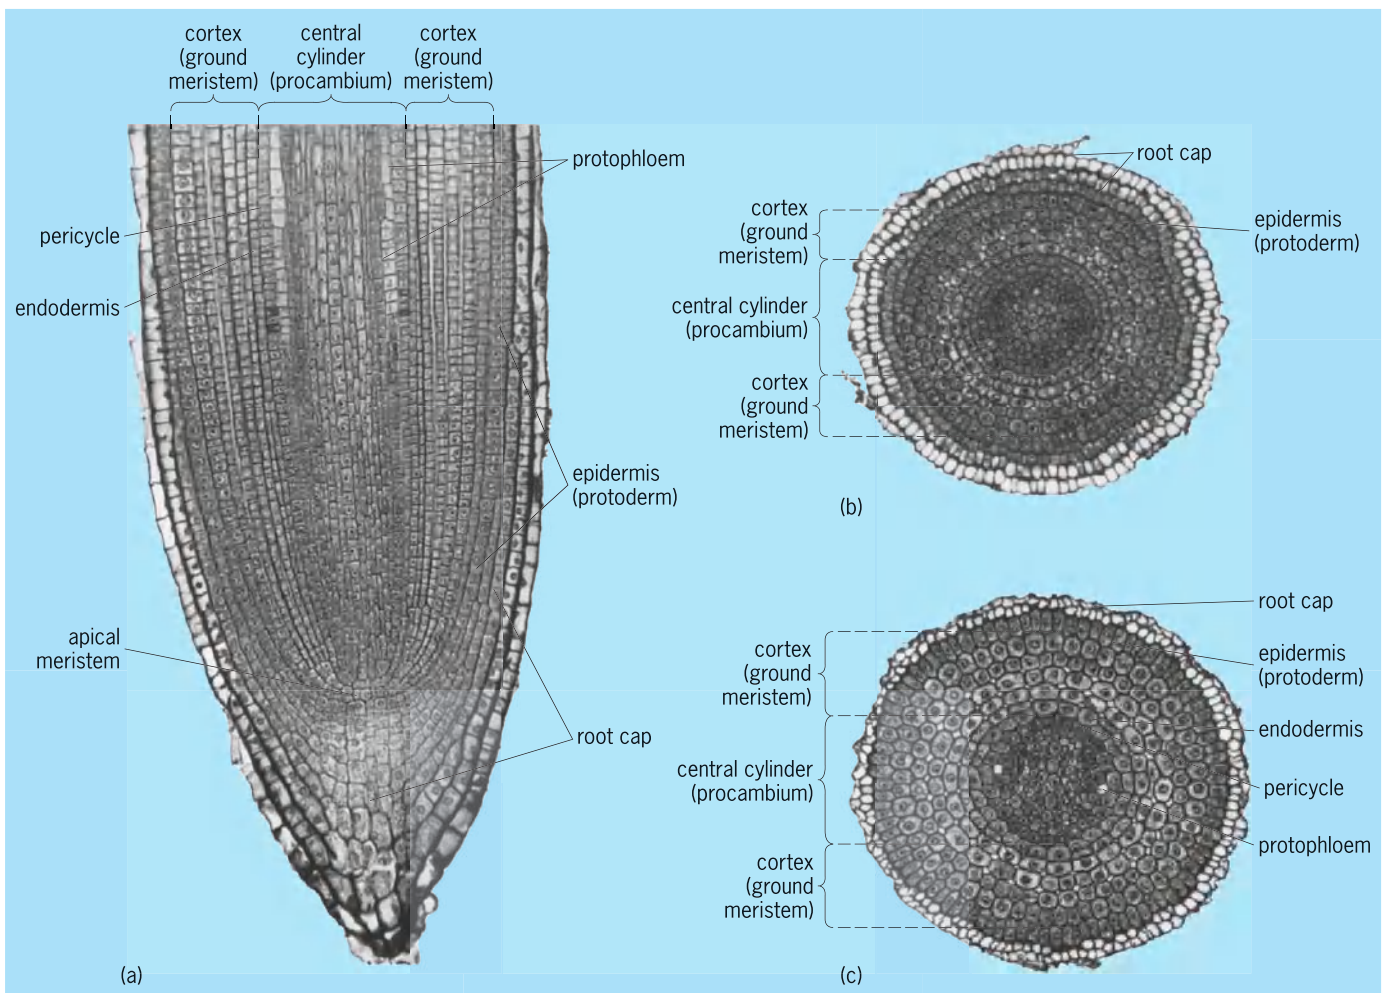 cortex
(ground
meristem)
central
cylinder
(procambium)
cortex
(ground
meristem)
protophloem
pericycle
endodermis
epidermis
(protoderm)
apical
meristem
root cap
(a)
root cap
cortex
(ground
meristem)
epidermis
(protoderm)
central cylinder
(procambium)
cortex
(ground
meristem)
(b)
root cap
cortex
(ground
meristem)
epidermis
(protoderm)
endodermis
central cylinder
(procambium)
pericycle
protophloem
cortex
(ground
meristem)
(c)